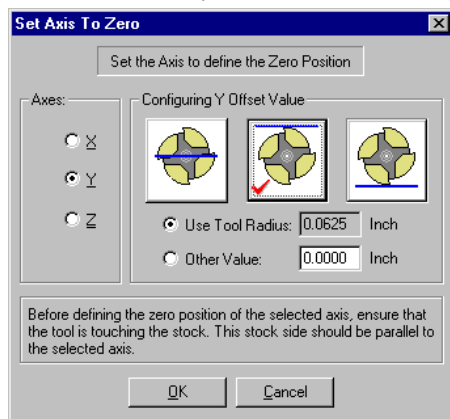 Set Axis To Zero
Set the Axis to define the Zero Position
Axes:
X
Y
Z
Configuring Y Offset Value
Use Tool Radius: 0.0625 Inch
Other Value: 0.0000 Inch
Before defining the zero position of the selected axis, ensure that
the tool is touching the stock. This stock side should be parallel to
the selected axis.
OK Cancel